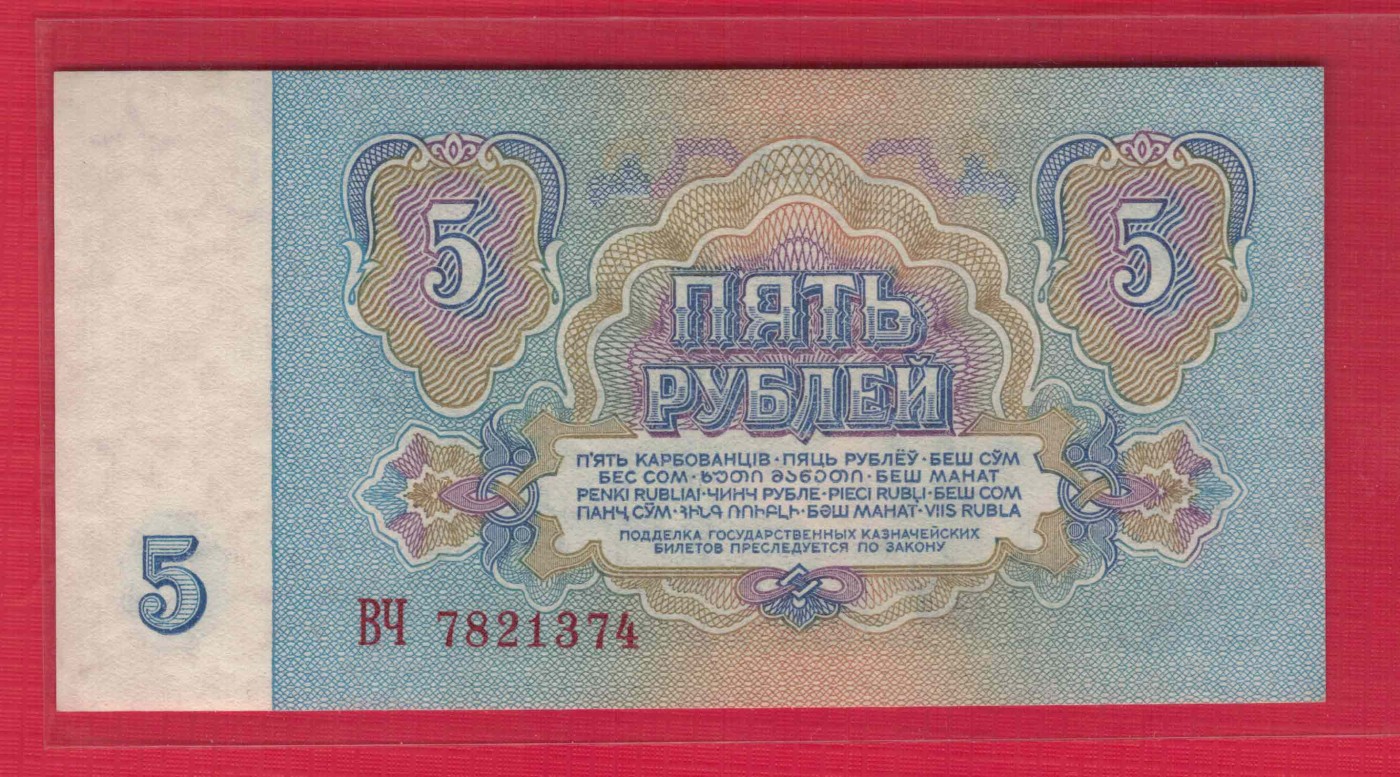 5 5
ПЯТЬ
РУБЛЕЙ
П'ЯТЬ КАРБОВАНЦІВ · ПЯЦЬ РУБЛЁЎ · БЕШ СЎМ
БЕС СОМ · ᲮᲣᲗᲘ ᲛᲐᲜᲔᲗᲘ · БЕШ МАНАТ
PENKI RUBLIAI · ЧИНЧ РУБЛЕ · PIECI RUBĻI · БЕШ СОМ
ПАНҶ СӮМ · ՀԻՆԳ ՌՈՒԲԼԻ · БӘШ МАНАТ · VIIS RUBLA
ПОДДЕЛКА ГОСУДАРСТВЕННЫХ КАЗНАЧЕЙСКИХ
БИЛЕТОВ ПРЕСЛЕДУЕТСЯ ПО ЗАКОНУ
5
ВЧ 7821374